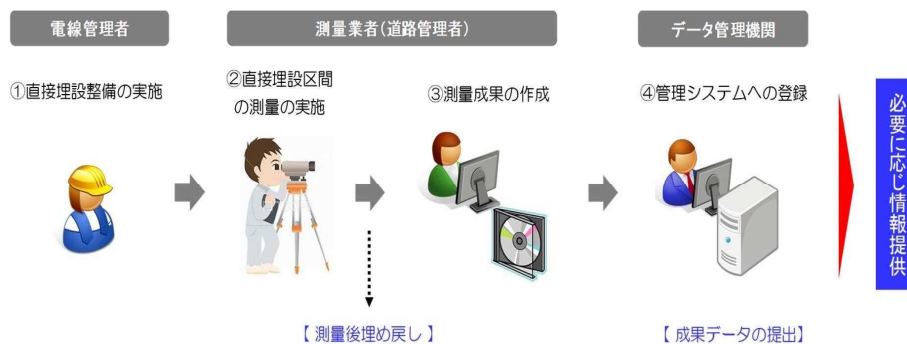 電線管理者
測量業者(道路管理者)
データ管理機関
①直接埋設整備の実施
②直接埋設区間
の測量の実施
③測量成果の作成
④管理システムへの登録
必要に応じ情報提供
【 測量後埋め戻し 】
【 成果データの提出】